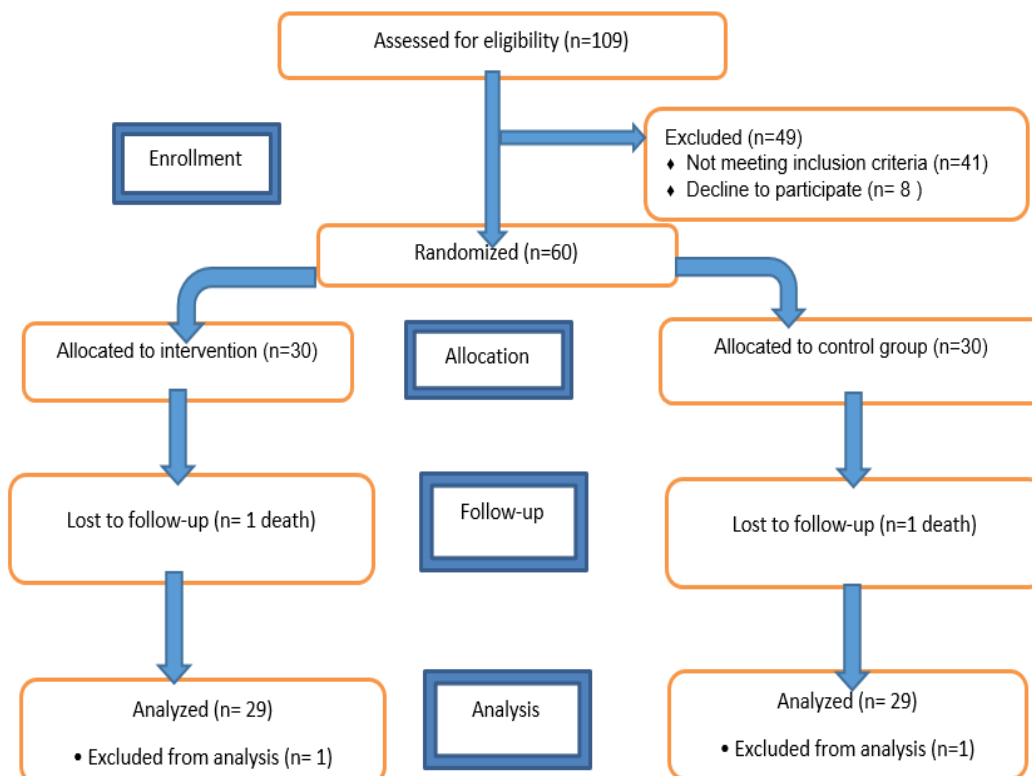 Assessed for eligibility (n=109)
Enrollment
Excluded (n=49)
♦ Not meeting inclusion criteria (n=41)
♦ Decline to participate (n= 8 )
Randomized (n=60)
Allocated to intervention (n=30)
Allocation
Allocated to control group (n=30)
Lost to follow-up (n= 1 death)
Follow-up
Lost to follow-up (n=1 death)
Analyzed (n= 29)
• Excluded from analysis (n= 1)
Analysis
Analyzed (n= 29)
• Excluded from analysis (n=1)